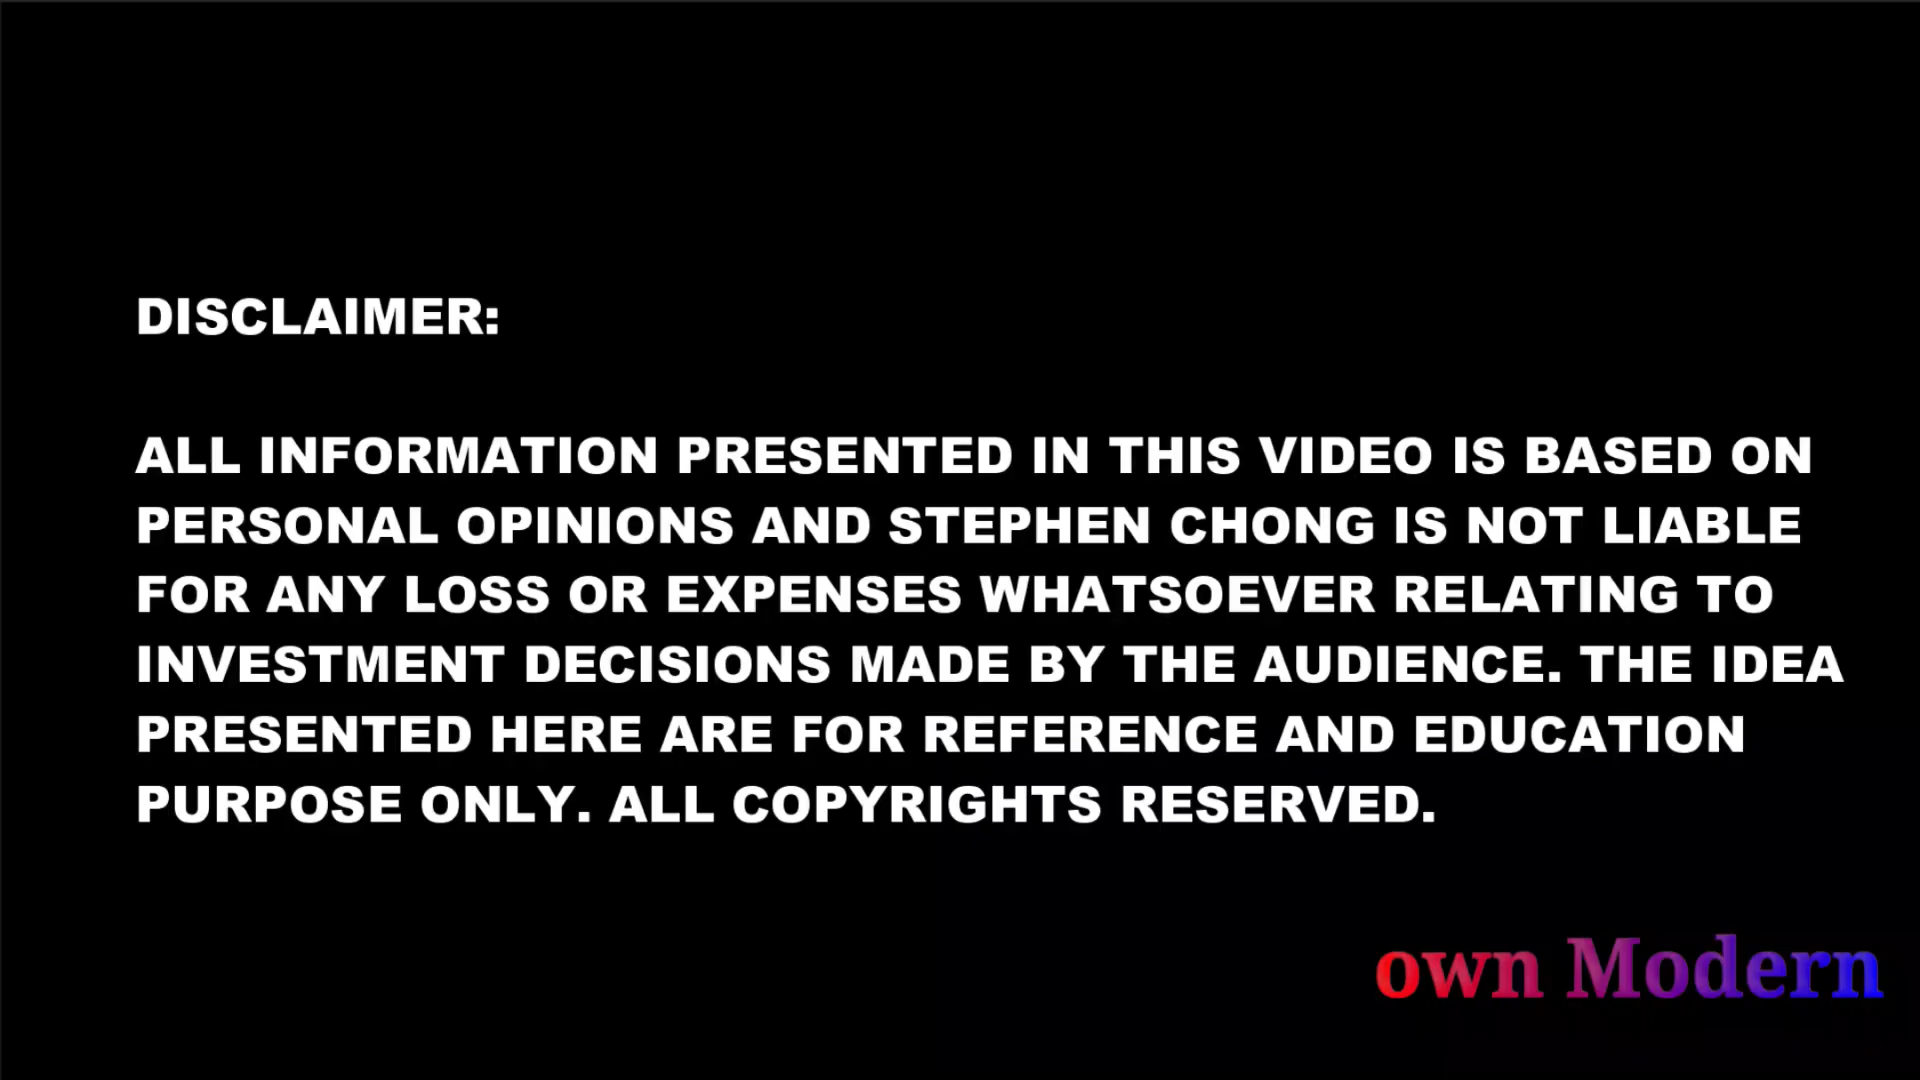 DISCLAIMER:
ALL INFORMATION PRESENTED IN THIS VIDEO IS BASED ON
PERSONAL OPINIONS AND STEPHEN CHONG IS NOT LIABLE
FOR ANY LOSS OR EXPENSES WHATSOEVER RELATING TO
INVESTMENT DECISIONS MADE BY THE AUDIENCE. THE IDEA
PRESENTED HERE ARE FOR REFERENCE AND EDUCATION
PURPOSE ONLY. ALL COPYRIGHTS RESERVED.
own Modern